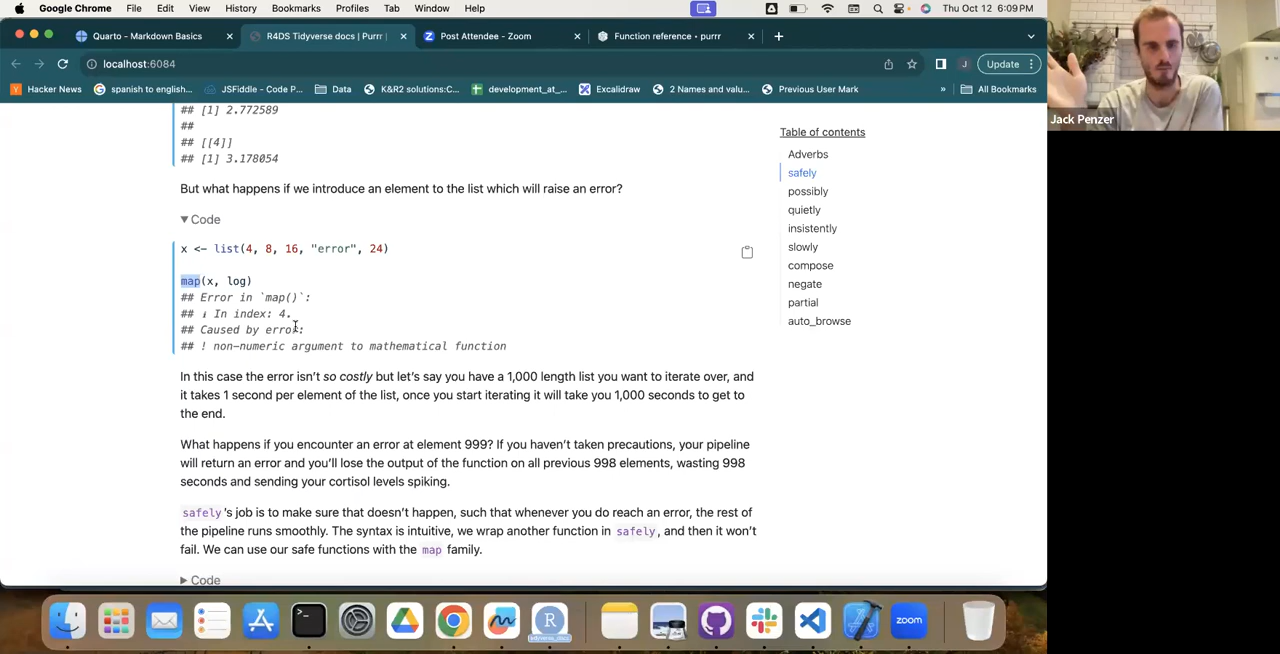 Google Chrome File Edit View History Bookmarks Profiles Tab Window Help Thu Oct 12 6:09 PM
Quarto - Markdown Basics
R4DS Tidyverse docs | Purrr
Post Attendee - Zoom
Function reference • purrr
localhost:6084
J Update
Hacker News spanish to english... JSFiddle - Code P... Data K&R2 solutions:C... development_at_... Excalidraw 2 Names and valu... Previous User Mark » All Bookmarks
Jack Penzer
## [1] 2.772589
##
## [[4]]
## [1] 3.178054
But what happens if we introduce an element to the list which will raise an error?
Code
x <- list(4, 8, 16, "error", 24)
map(x, log)
## Error in `map()`:
## ℹ In index: 4.
## Caused by error:
## ! non-numeric argument to mathematical function
In this case the error isn't so costly but let's say you have a 1,000 length list you want to iterate over, and
it takes 1 second per element of the list, once you start iterating it will take you 1,000 seconds to get to
the end.
What happens if you encounter an error at element 999? If you haven't taken precautions, your pipeline
will return an error and you'll lose the output of the function on all previous 998 elements, wasting 998
seconds and sending your cortisol levels spiking.
safely's job is to make sure that doesn't happen, such that whenever you do reach an error, the rest of
the pipeline runs smoothly. The syntax is intuitive, we wrap another function in safely, and then it won't
fail. We can use our safe functions with the map family.
Code
Table of contents
Adverbs
safely
possibly
quietly
insistently
slowly
compose
negate
partial
auto_browse
R
zoom